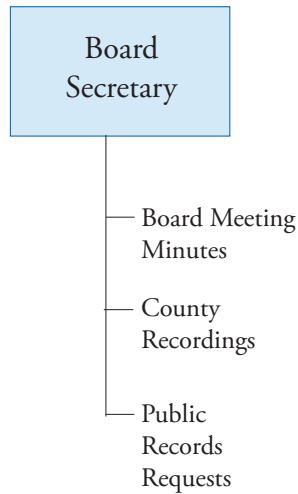 Board
Secretary
Board Meeting
Minutes
County
Recordings
Public
Records
Requests